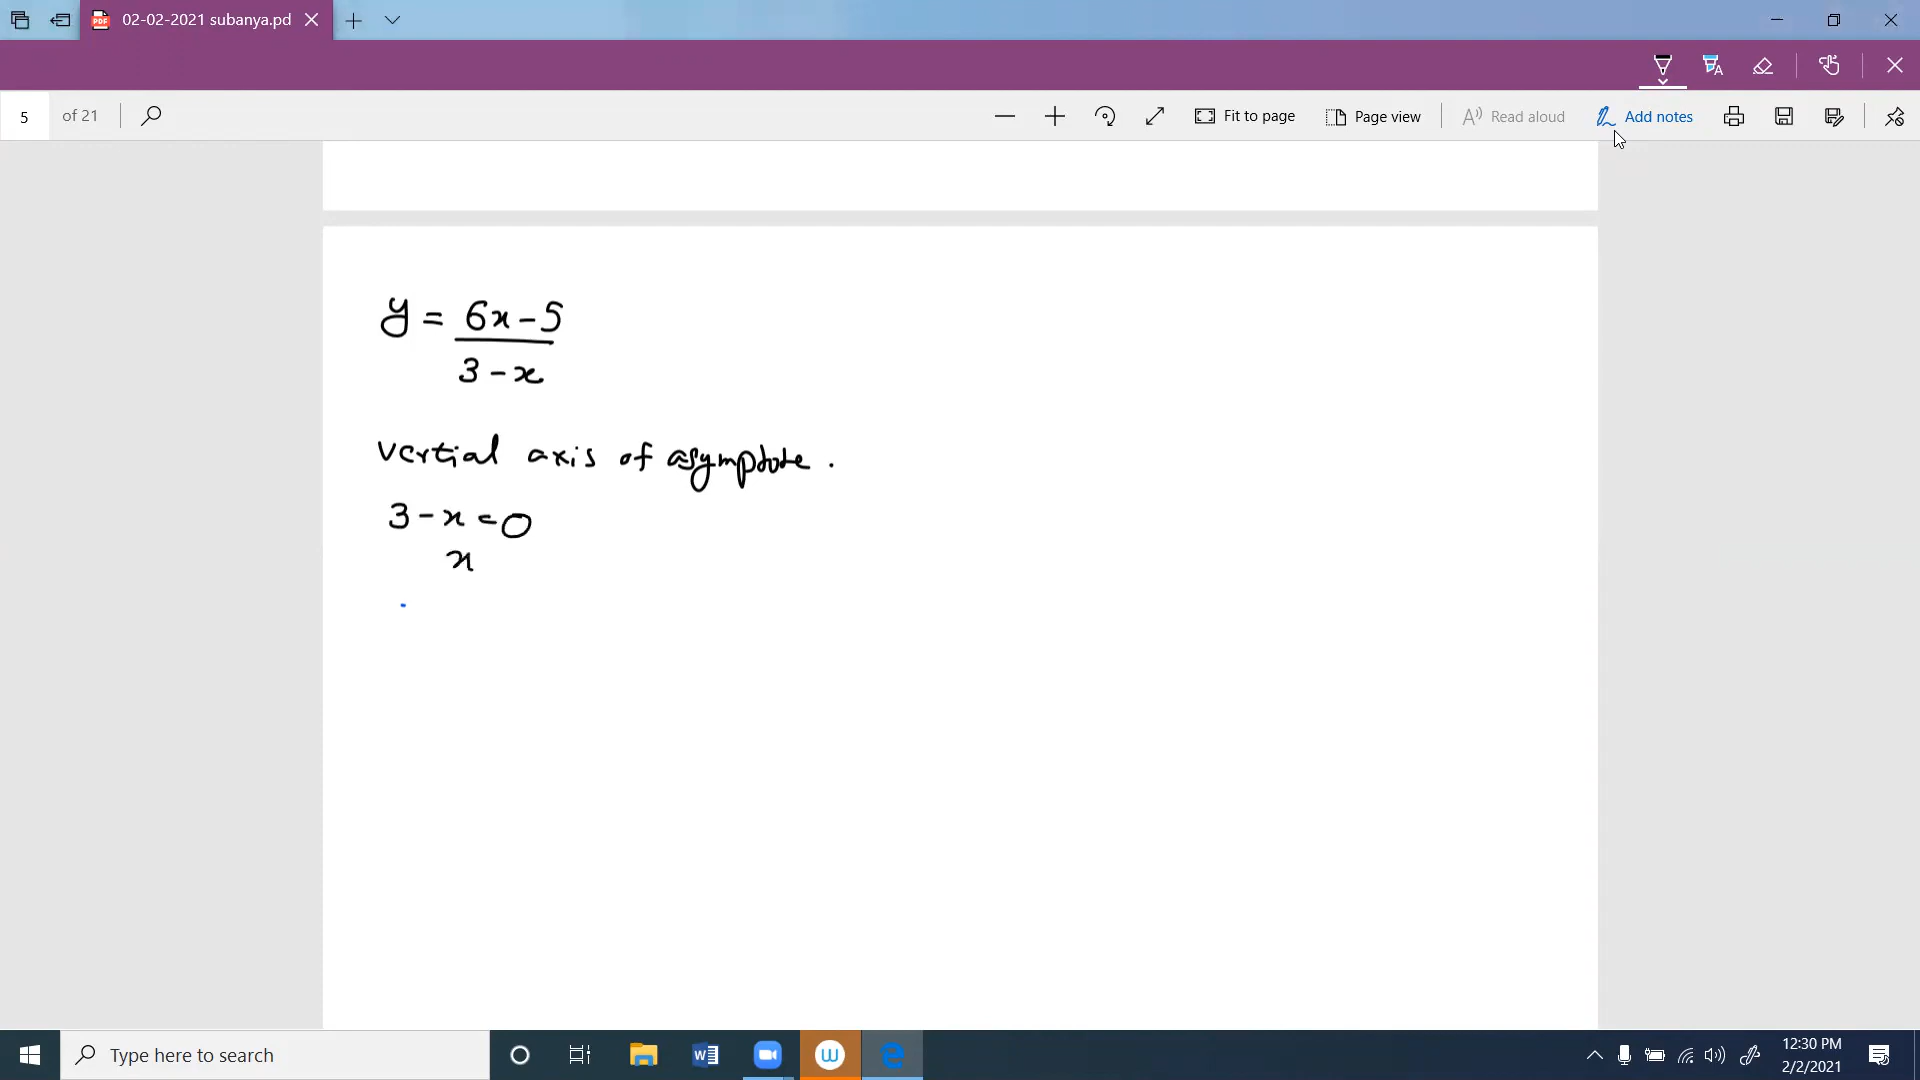 02-02-2021 subanya.pd
5 of 21 Fit to page Page view Read aloud Add notes
y = 6x - 5
3 - x
vertial axis of asymptote .
3 - x = 0
x
Type here to search
12:30 PM
2/2/2021